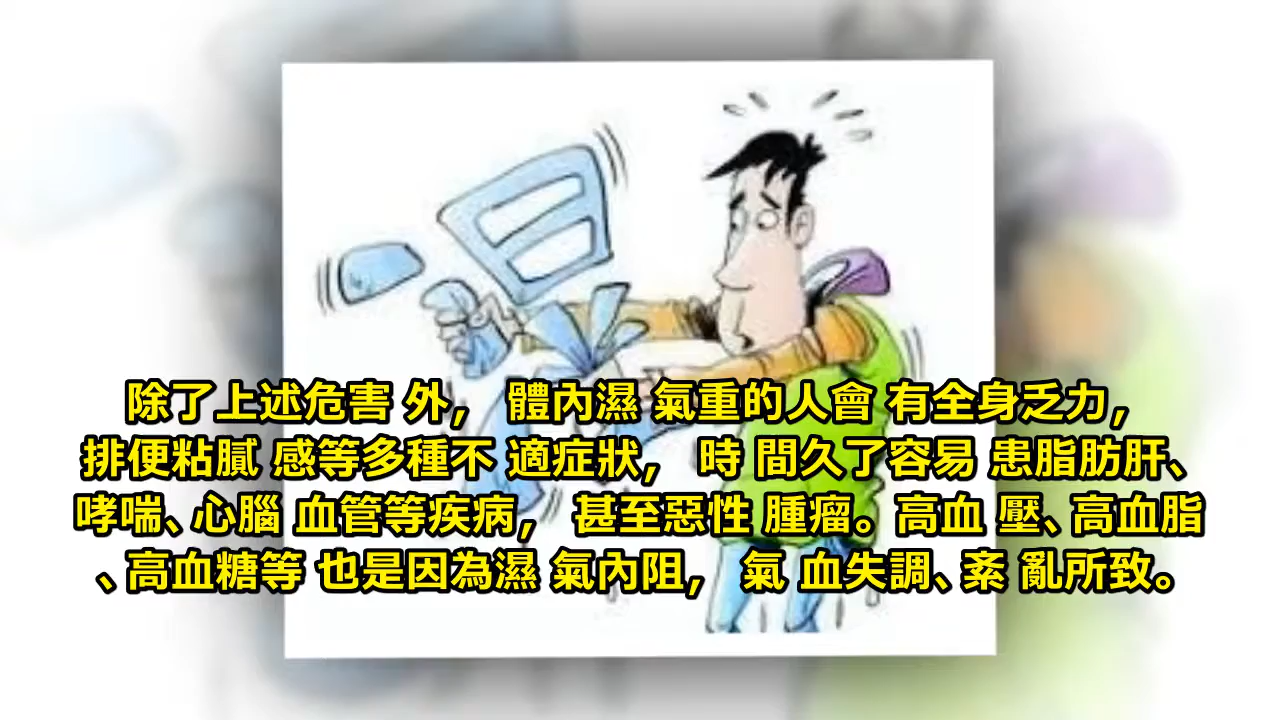 除了上述危害 外， 體內濕 氣重的人會 有全身乏力，
排便粘膩 感等多種不 適症狀， 時 間久了容易 患脂肪肝、
哮喘、心腦 血管等疾病， 甚至惡性 腫瘤。高血 壓、高血脂
、高血糖等 也是因為濕 氣內阻， 氣 血失調、紊 亂所致。